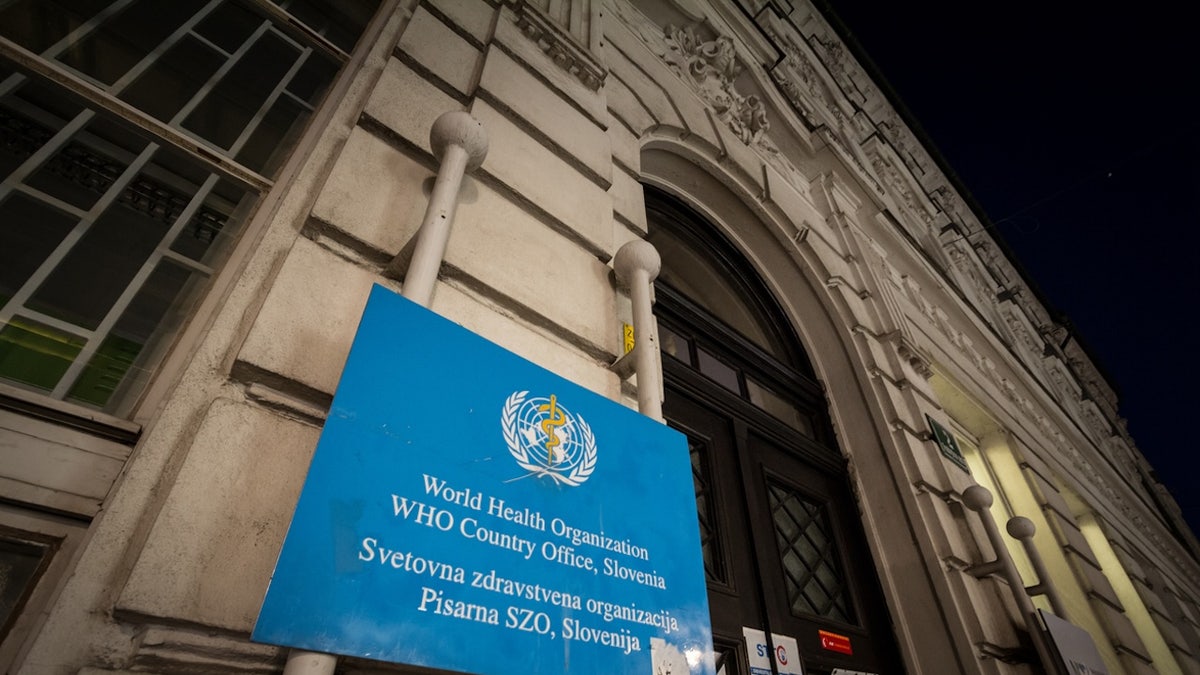 World Health Organization
WHO Country Office, Slovenia
Svetovna zdravstvena organizacija
Pisarna SZO, Slovenija